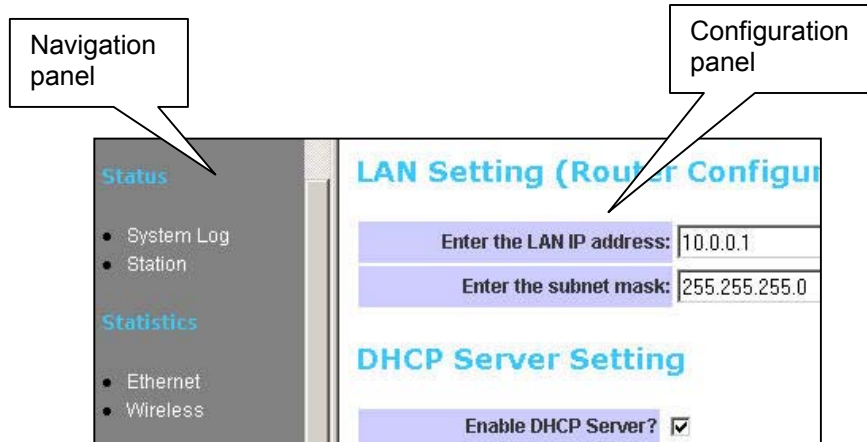 Navigation
panel
Configuration
panel
Status
System Log
Station
Statistics
Ethernet
Wireless
LAN Setting (Router Configur
Enter the LAN IP address: 10.0.0.1
Enter the subnet mask: 255.255.255.0
DHCP Server Setting
Enable DHCP Server?